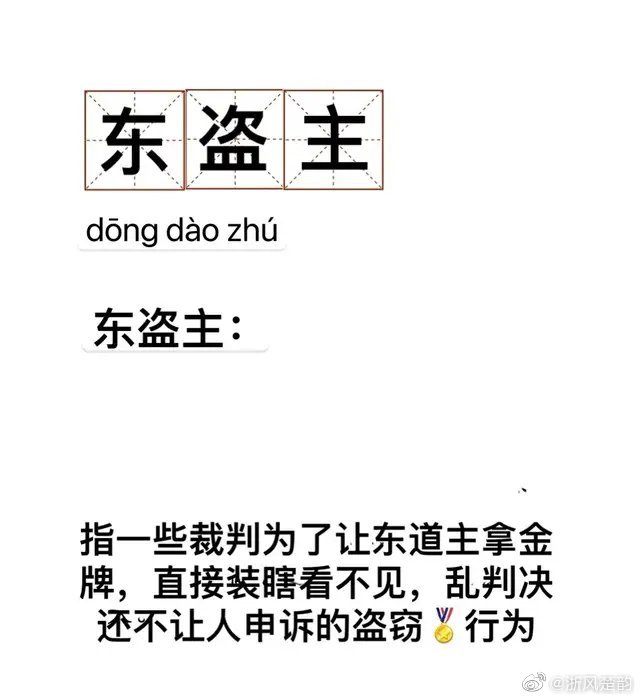 东盗主
dōng dào zhú
东盗主：
指一些裁判为了让东道主拿金
牌，直接装瞎看不见，乱判决
还不让人申诉的盗窃🏅行为
@浙风楚韵